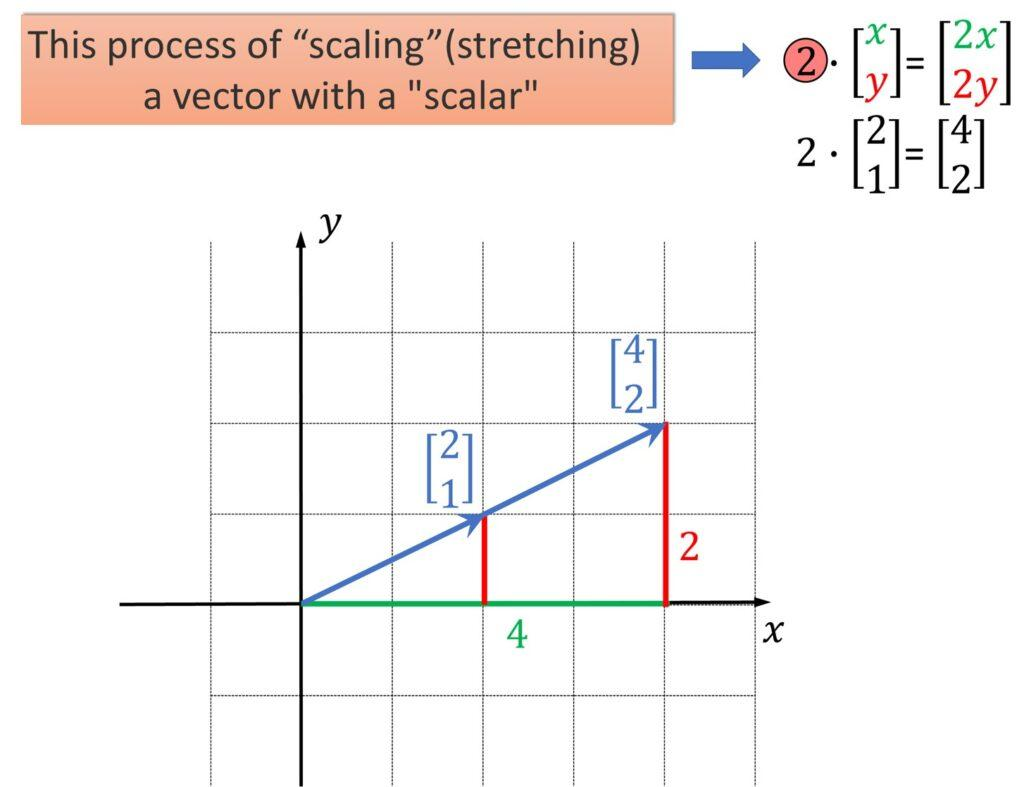 This process of “scaling”(stretching)
a vector with a "scalar"
2 · [x y] = [2x 2y]
2 · [2 1] = [4 2]
y
[4 2]
[2 1]
2
4
x